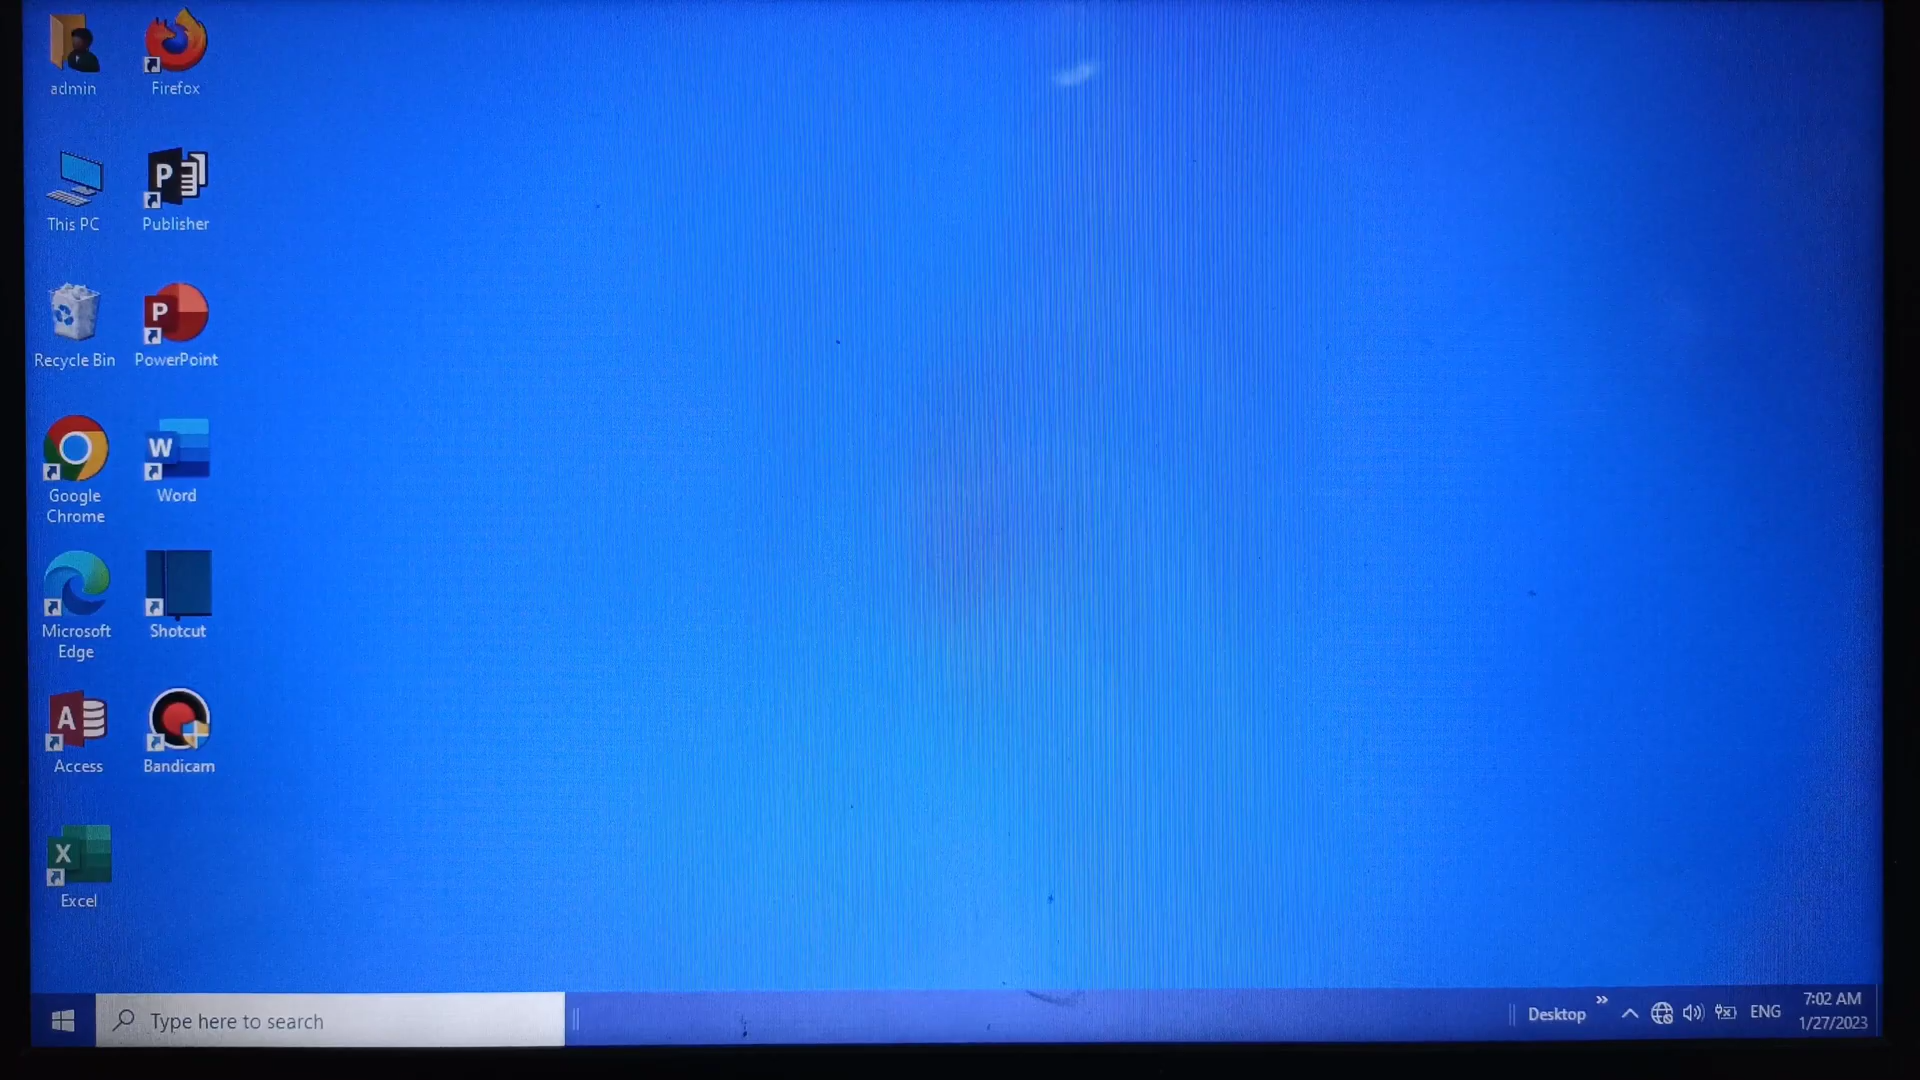 admin
Firefox
This PC
Publisher
Recycle Bin
PowerPoint
Google
Chrome
Word
Microsoft
Edge
Shotcut
Access
Bandicam
Excel
Type here to search
Desktop
ENG
7:02 AM
1/27/2023